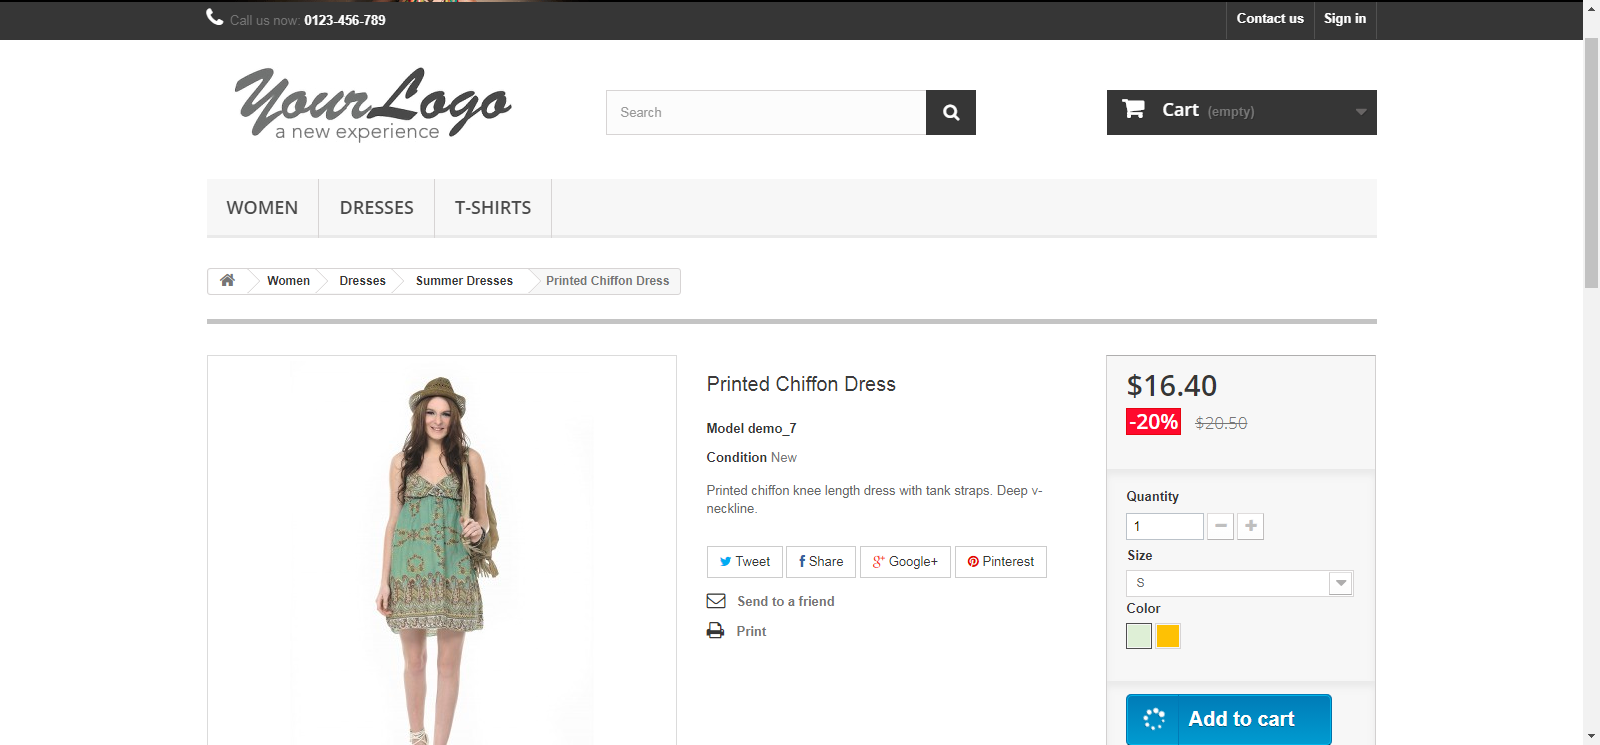 Call us now: 0123-456-789
Contact us
Sign in
Your Logo
a new experience
Search
Cart (empty)
WOMEN
DRESSES
T-SHIRTS
Women
Dresses
Summer Dresses
Printed Chiffon Dress
Printed Chiffon Dress
Model demo_7
Condition New
Printed chiffon knee length dress with tank straps. Deep v-
neckline.
Tweet
Share
Google+
Pinterest
Send to a friend
Print
$16.40
-20% $20.50
Quantity
1
Size
S
Color
Add to cart